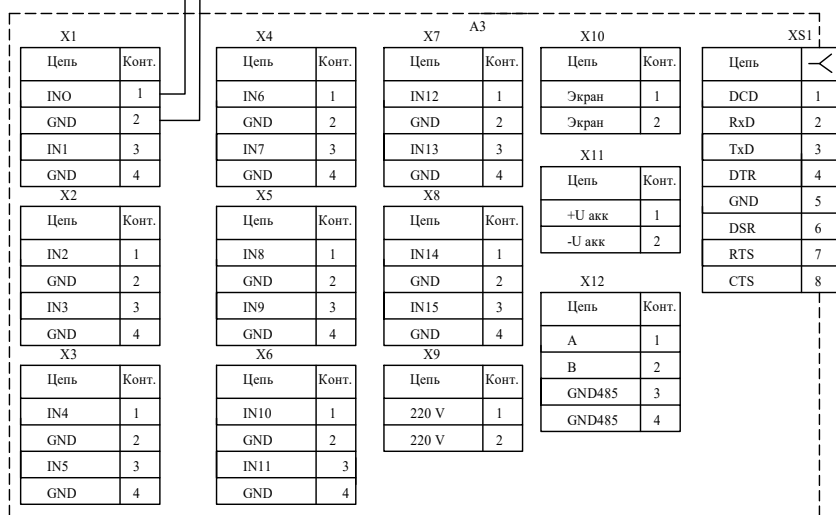 A3
X1
Цепь Конт.
INO 1
GND 2
IN1 3
GND 4
X2
Цепь Конт.
IN2 1
GND 2
IN3 3
GND 4
X3
Цепь Конт.
IN4 1
GND 2
IN5 3
GND 4
X4
Цепь Конт.
IN6 1
GND 2
IN7 3
GND 4
X5
Цепь Конт.
IN8 1
GND 2
IN9 3
GND 4
X6
Цепь Конт.
IN10 1
GND 2
IN11 3
GND 4
X7
Цепь Конт.
IN12 1
GND 2
IN13 3
GND 4
X8
Цепь Конт.
IN14 1
GND 2
IN15 3
GND 4
X9
Цепь Конт.
220 V 1
220 V 2
X10
Цепь Конт.
Экран 1
Экран 2
X11
Цепь Конт.
+U акк 1
-U акк 2
X12
Цепь Конт.
A 1
B 2
GND485 3
GND485 4
XS1
Цепь
DCD 1
RxD 2
TxD 3
DTR 4
GND 5
DSR 6
RTS 7
CTS 8